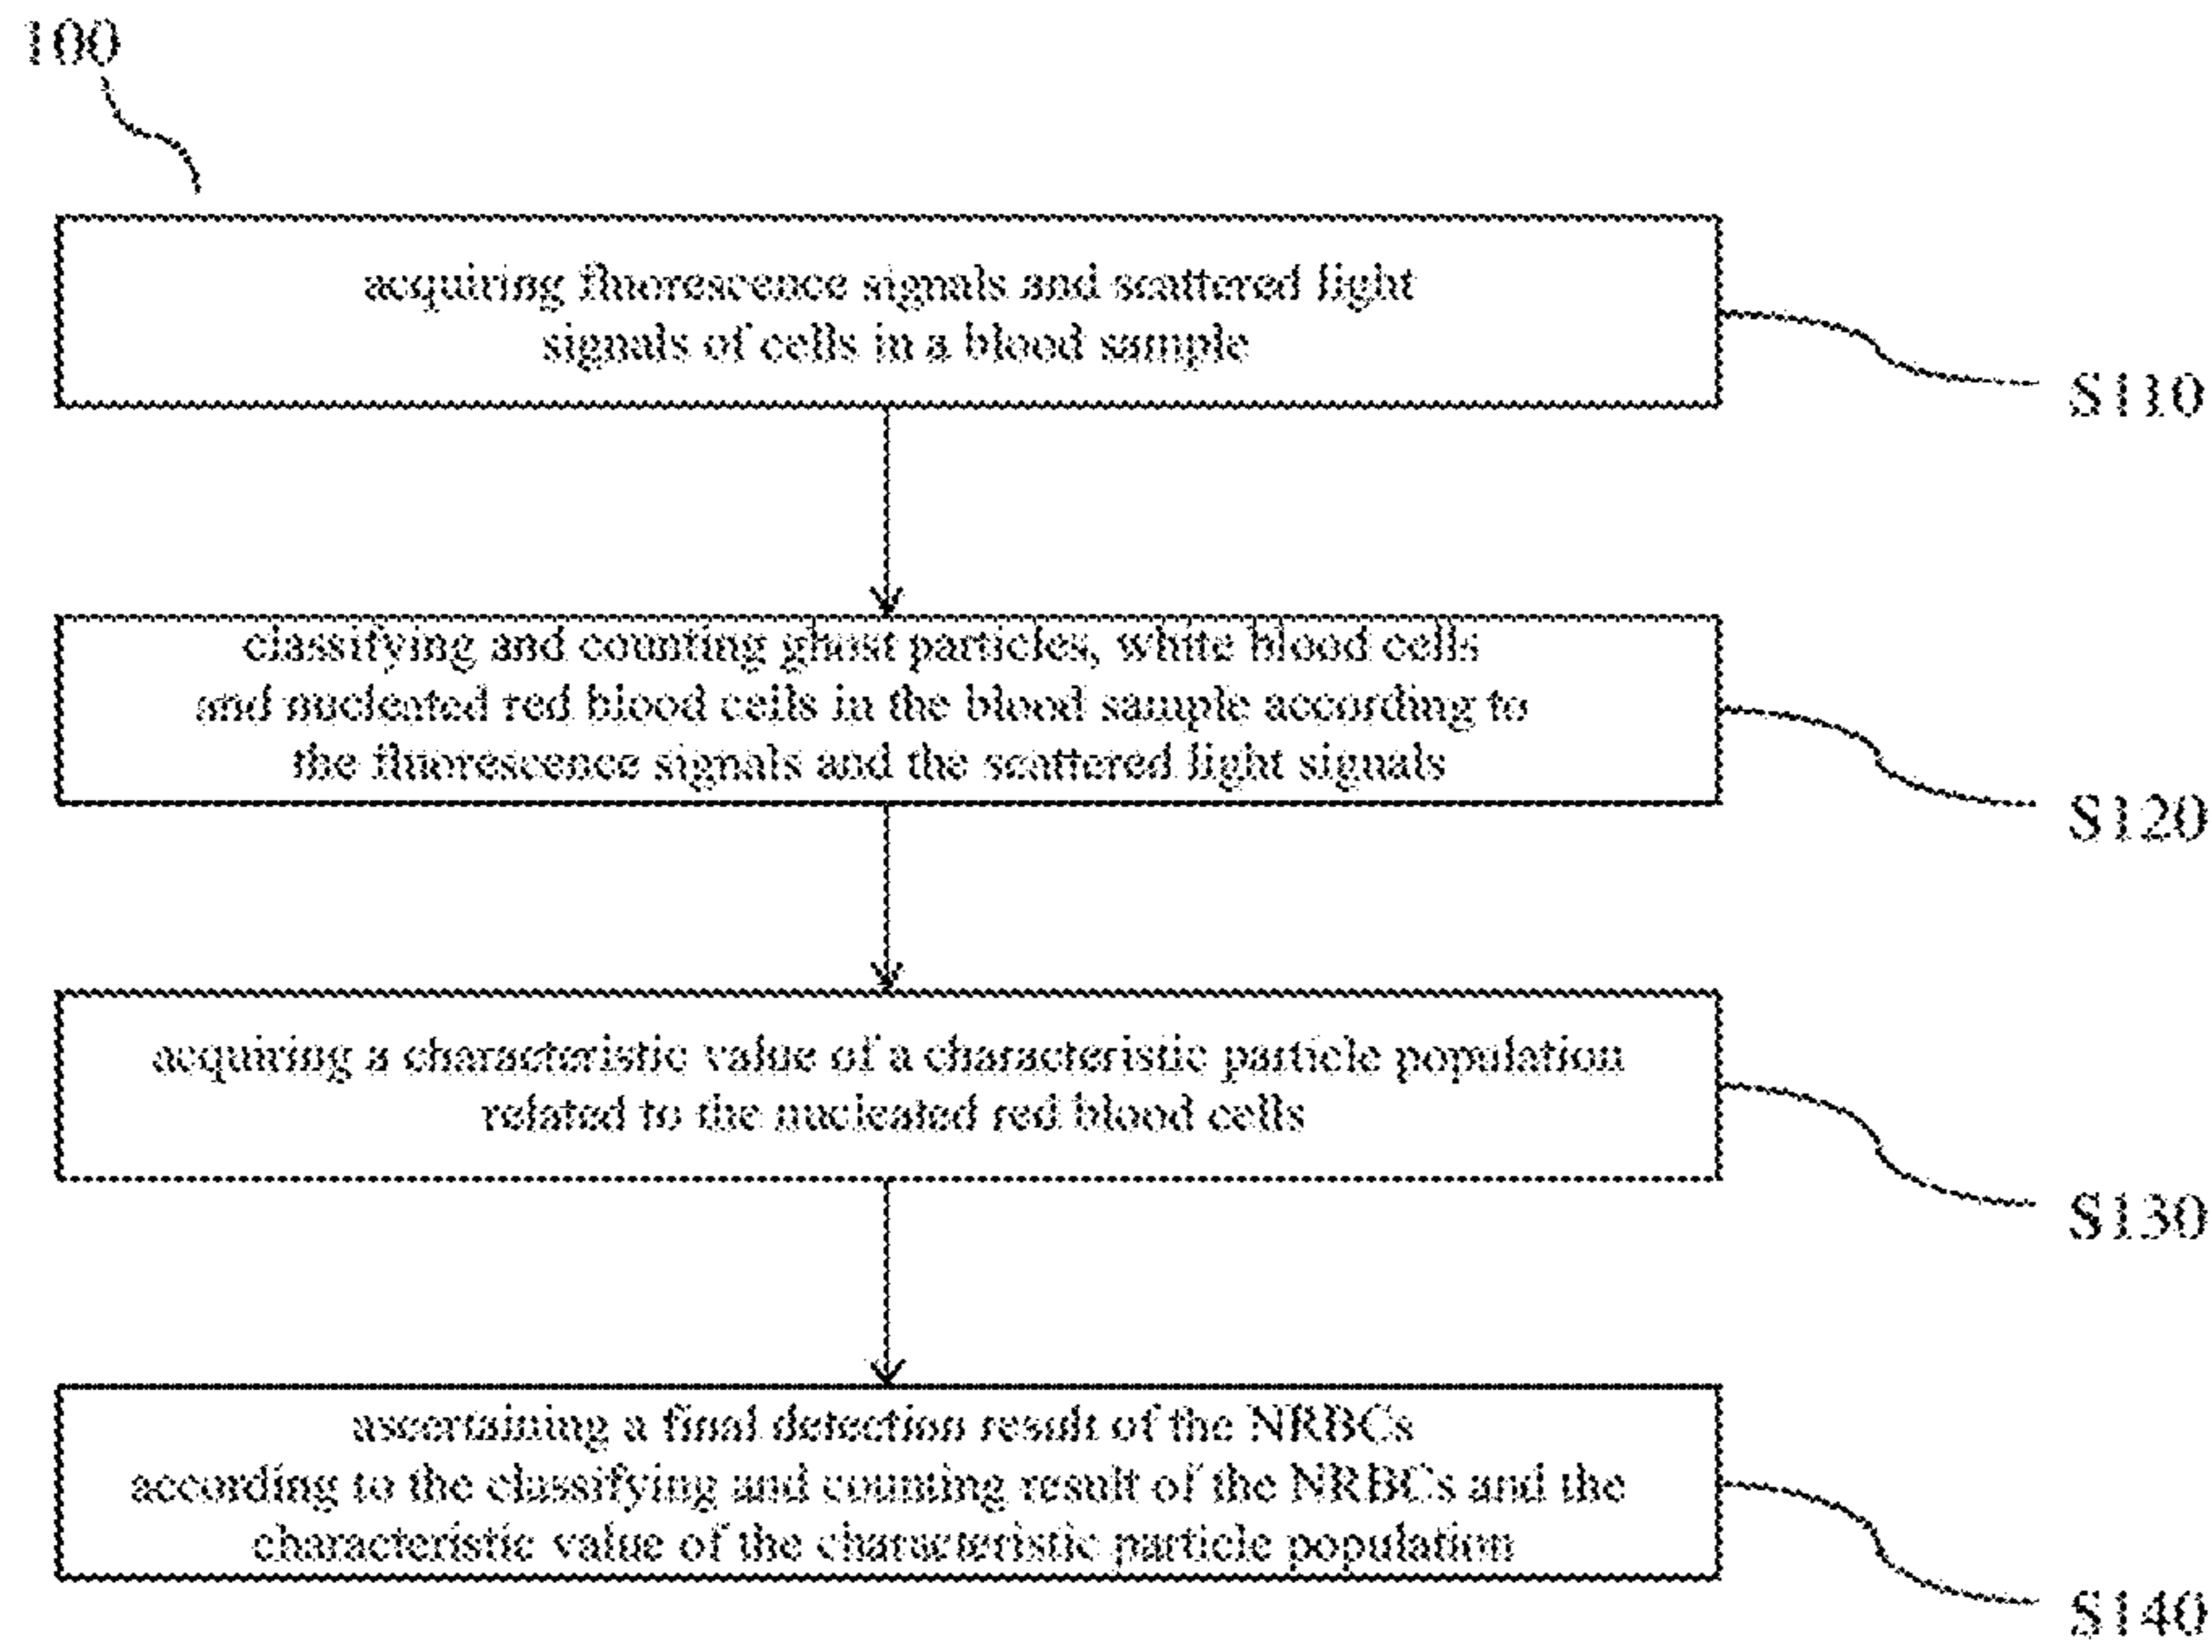 100
acquiring fluorescence signals and scattered light
signals of cells in a blood sample
S110
classifying and counting ghost particles, white blood cells
and nucleated red blood cells in the blood sample according to
the fluorescence signals and the scattered light signals
S120
acquiring a characteristic value of a characteristic particle population
related to the nucleated red blood cells
S130
ascertaining a final detection result of the NRBCs
according to the classifying and counting result of the NRBCs and the
characteristic value of the characteristic particle population
S140